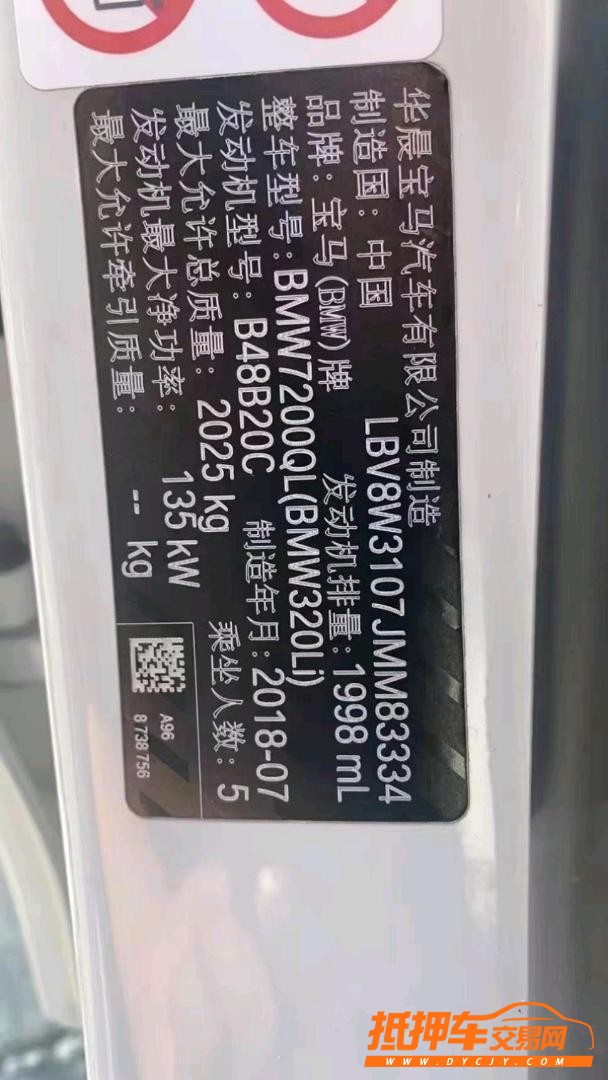 华晨宝马汽车有限公司制造
制造国：中国 LBV8W3107JMM83334
品牌：宝马(BMW)牌 发动机排量：1998 mL
整车型号：BMW7200QL(BMW320Li)
发动机型号：B48B20C 制造年月：2018-07
最大允许总质量：2025 kg 乘坐人数：5
发动机最大净功率：135 kW
最大允许牵引质量：-- kg
A96
8 738 756
抵押车交易网
WWW.DYCJY.COM